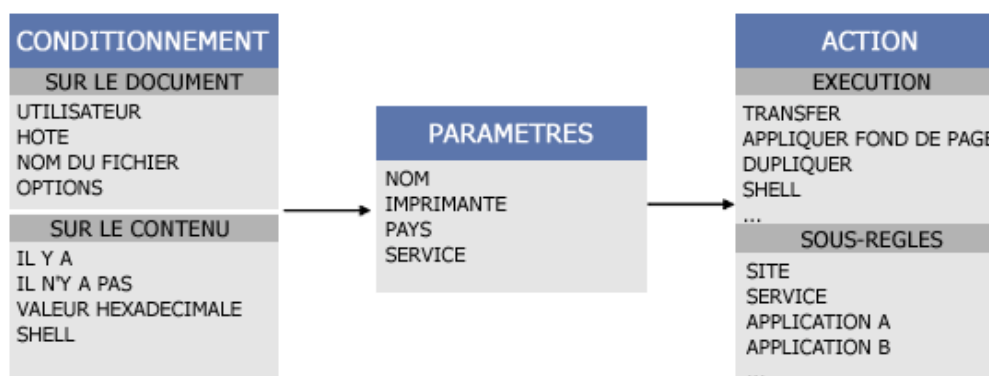 CONDITIONNEMENT
SUR LE DOCUMENT
UTILISATEUR
HOTE
NOM DU FICHIER
OPTIONS
SUR LE CONTENU
IL Y A
IL N'Y A PAS
VALEUR HEXADECIMALE
SHELL
PARAMETRES
NOM
IMPRIMANTE
PAYS
SERVICE
ACTION
EXECUTION
TRANSFER
APPLIQUER FOND DE PAGE
DUPLIQUER
SHELL
...
SOUS-REGLES
SITE
SERVICE
APPLICATION A
APPLICATION B
...